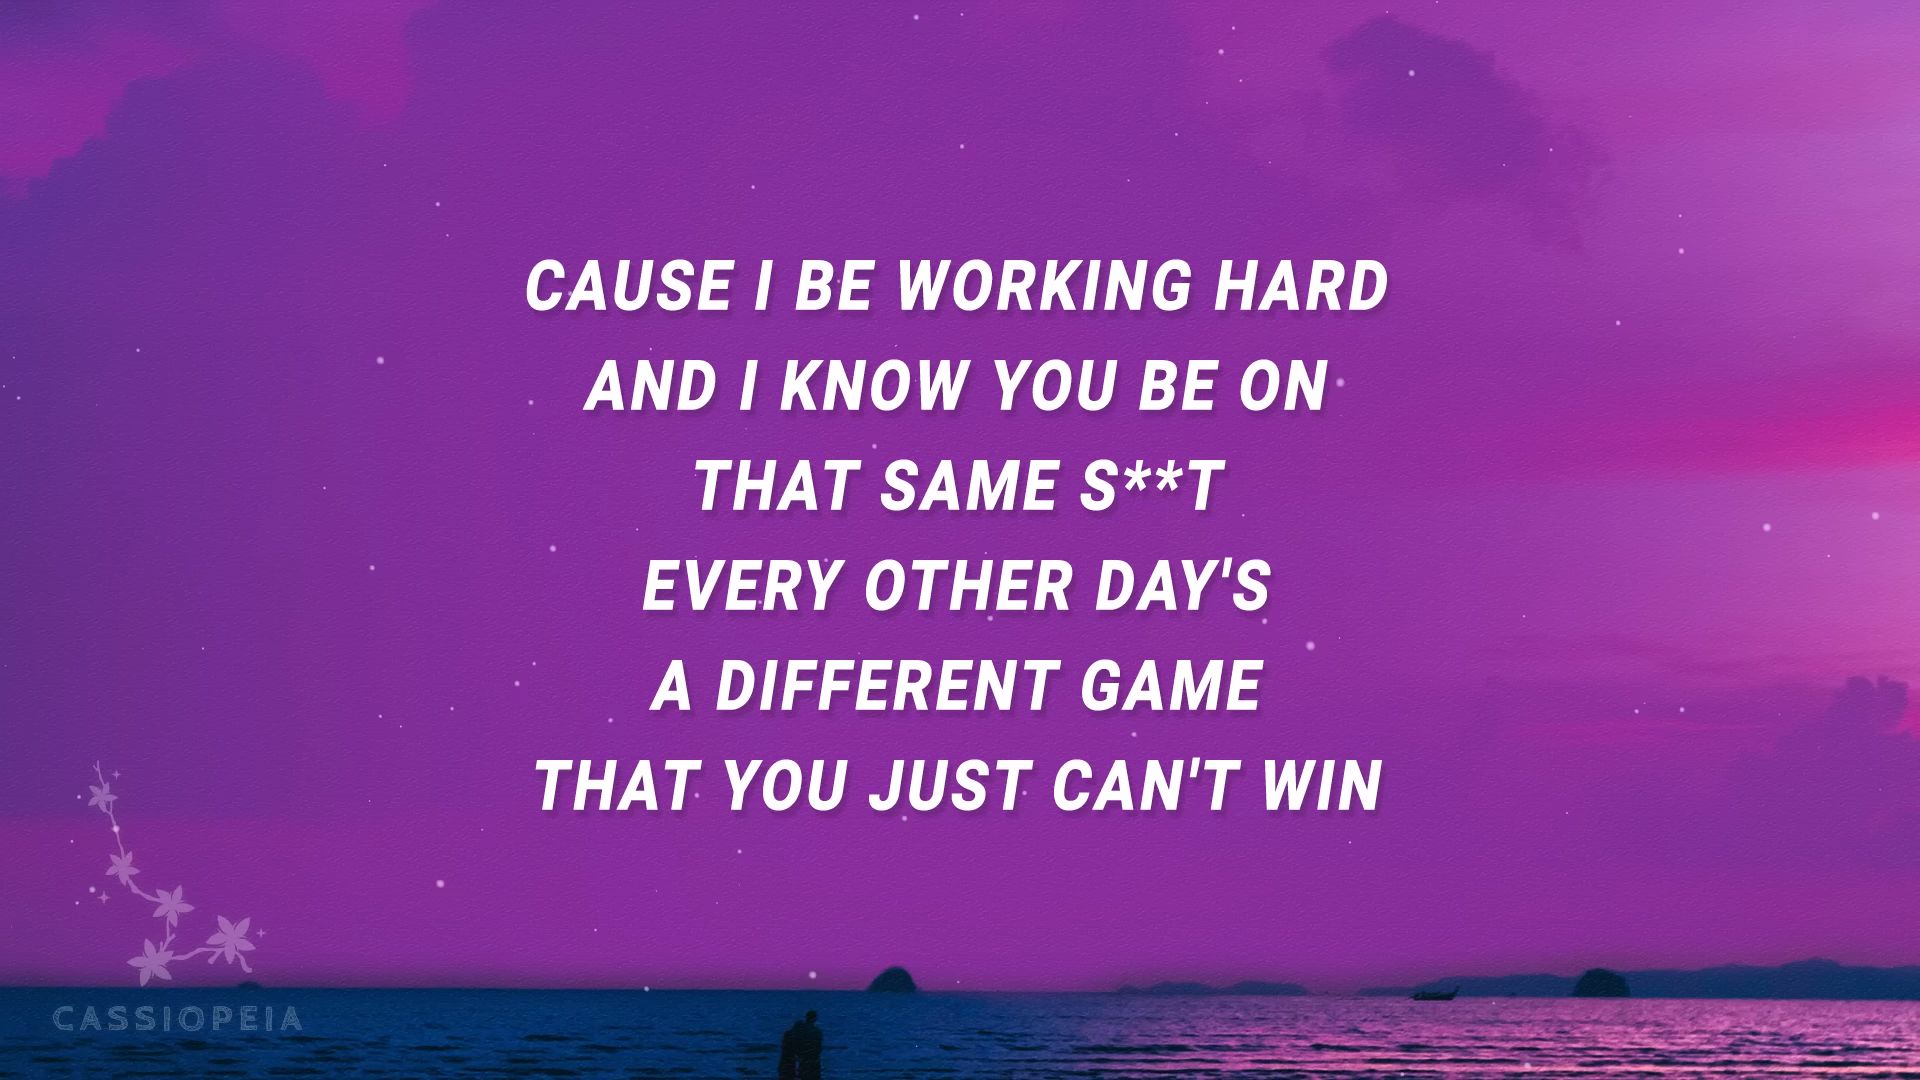 CAUSE I BE WORKING HARD
AND I KNOW YOU BE ON
THAT SAME S**T
EVERY OTHER DAY'S
A DIFFERENT GAME
THAT YOU JUST CAN'T WIN
CASSIOPEIA